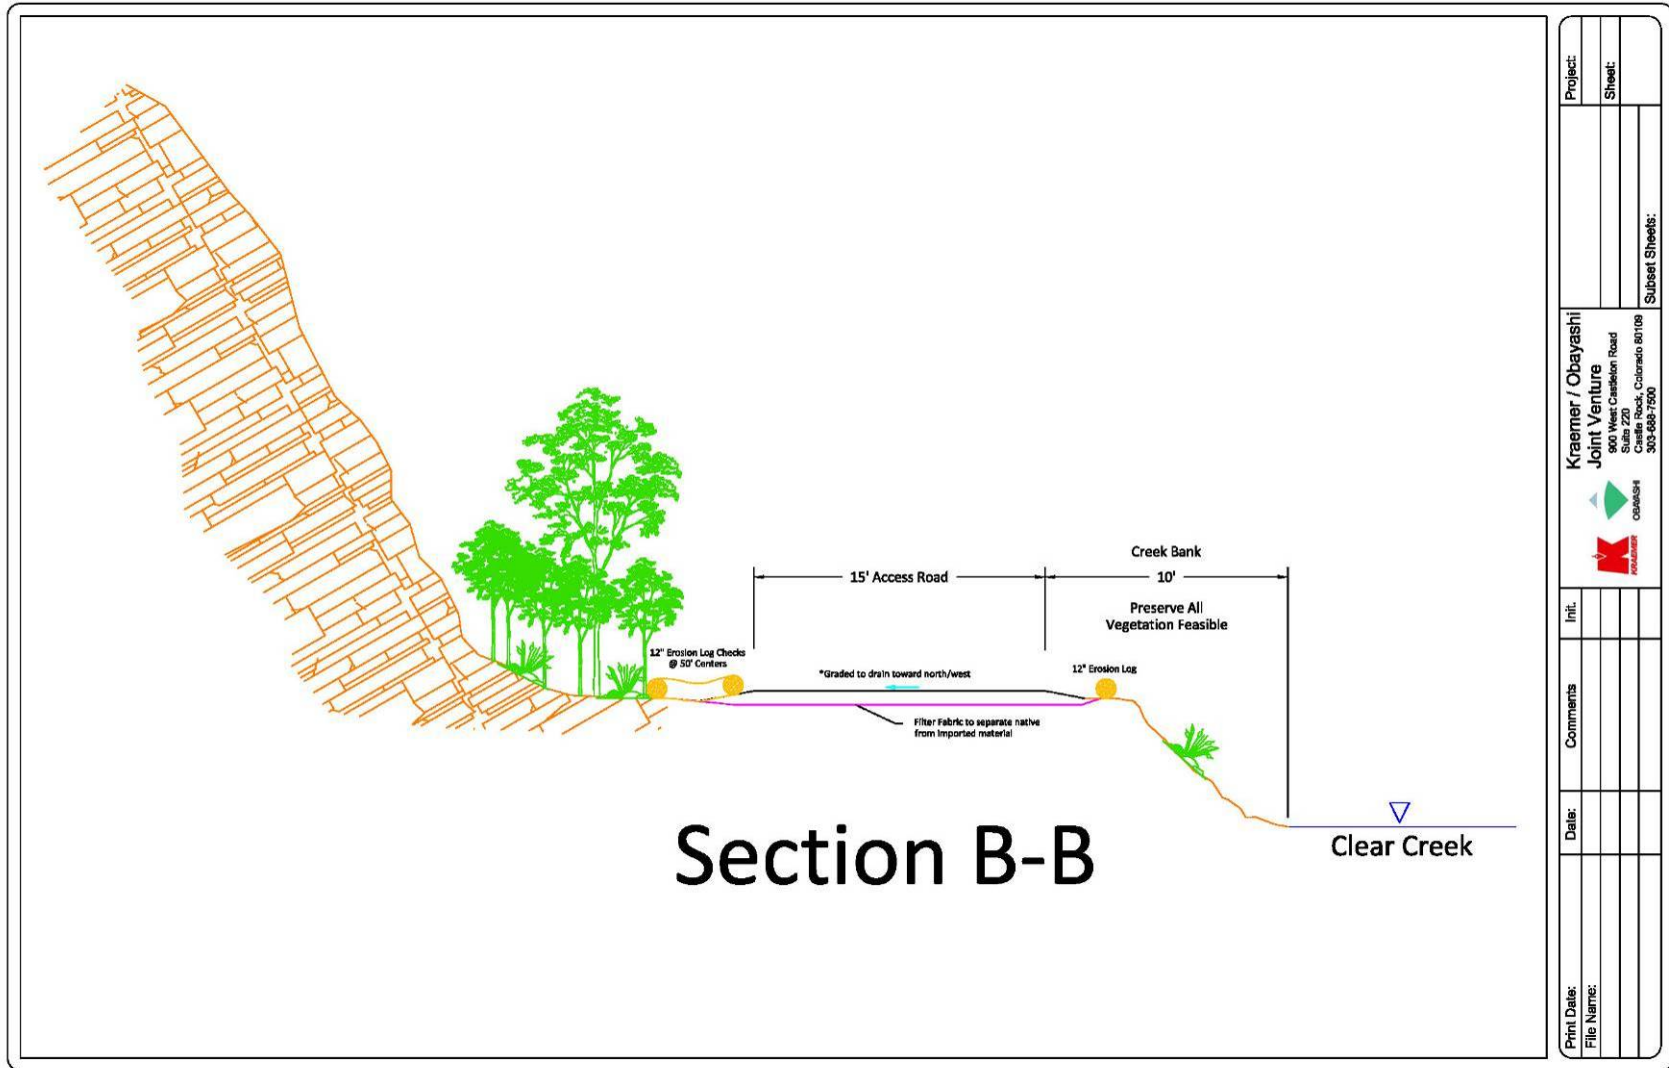 Creek Bank
15' Access Road
10'
Preserve All
Vegetation Feasible
12" Erosion Log Checks
@ 50' Centers
*Graded to drain toward north/west
12" Erosion Log
Filter Fabric to separate native
from imported material
Section B-B
Clear Creek
Project:
Sheet:
Subset Sheets:
Kraemer / Obayashi
Joint Venture
900 West Castleton Road
Suite 220
Castle Rock, Colorado 80109
303-688-7500
KRAEMER
OBAYASHI
Init.
Comments
Date:
Print Date:
File Name: